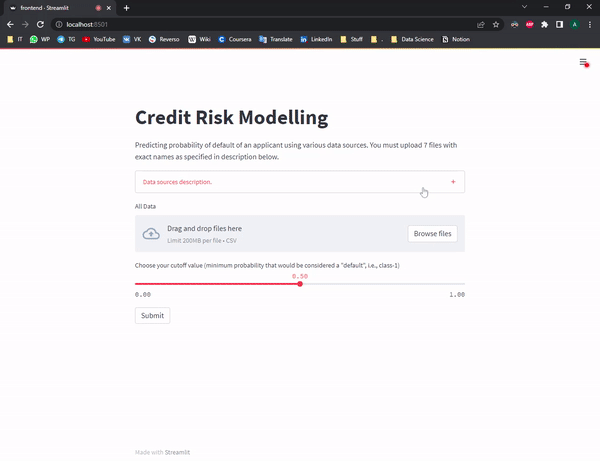 frontend - Streamlit
localhost:8501
IT WP TG YouTube VK Reverso Wiki Coursera Translate LinkedIn Stuff . Data Science Notion
Credit Risk Modelling
Predicting probability of default of an applicant using various data sources. You must upload 7 files with
exact names as specified in description below.
Data sources description.
All Data
Drag and drop files here
Limit 200MB per file • CSV
Browse files
Choose your cutoff value (minimum probability that would be considered a "default", i.e., class-1)
0.50
0.00 1.00
Submit
Made with Streamlit